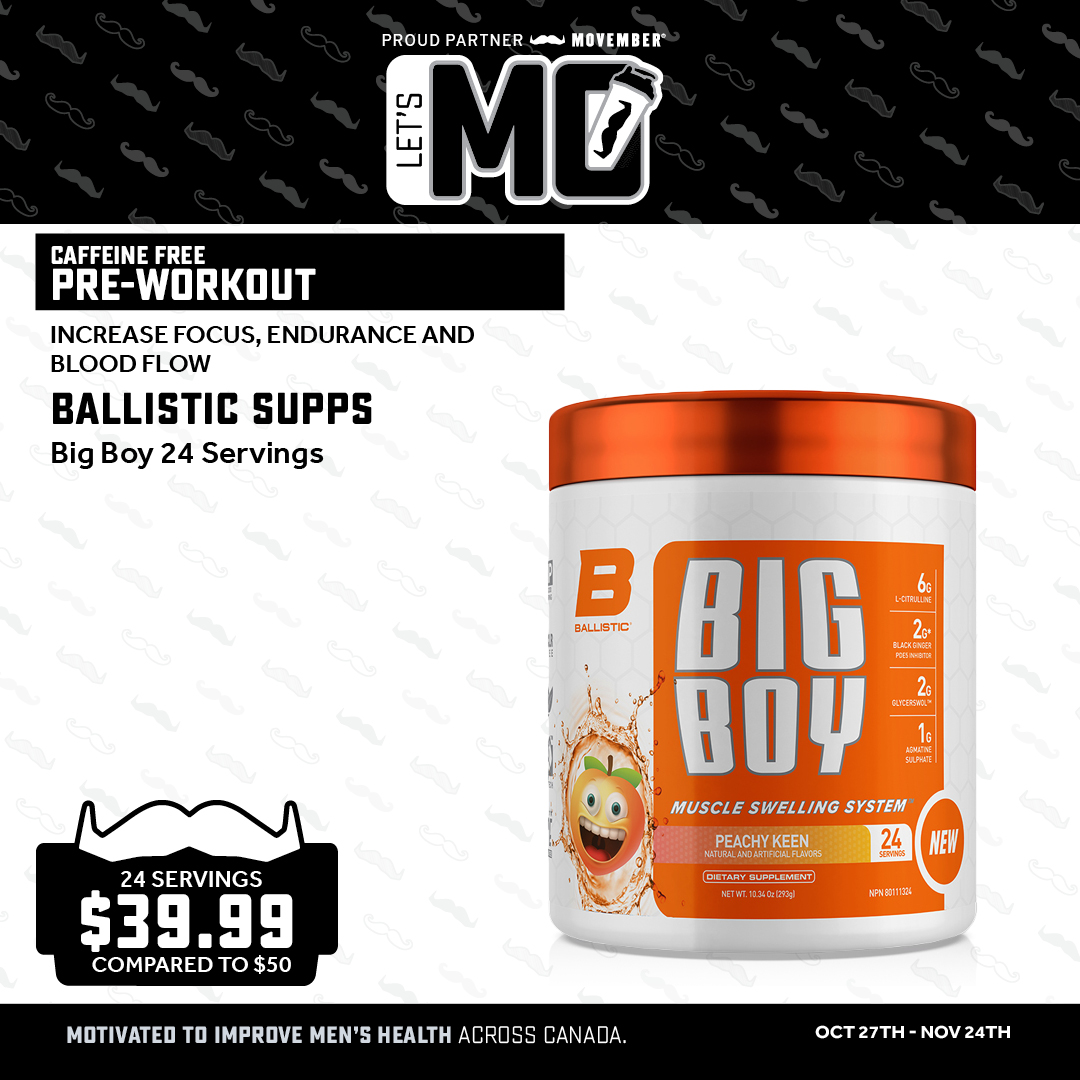 PROUD PARTNER MOVEMBER®
LET'S
MO
CAFFEINE FREE
PRE-WORKOUT
INCREASE FOCUS, ENDURANCE AND
BLOOD FLOW
BALLISTIC SUPPS
Big Boy 24 Servings
B
BALLISTIC®
BIG
BOY
6G
L-CITRULLINE
2G*
BLACK GINGER
PDE5 INHIBITOR
2G
GLYCERSWOL™
1G
AGMATINE
SULPHATE
MUSCLE SWELLING SYSTEM™
PEACHY KEEN
NATURAL AND ARTIFICIAL FLAVORS
24
SERVINGS
NEW
DIETARY SUPPLEMENT
NET WT. 10.34 Oz (293g)
NPN 80111324
24 SERVINGS
$39.99
COMPARED TO $50
MOTIVATED TO IMPROVE MEN'S HEALTH ACROSS CANADA.
OCT 27TH - NOV 24TH